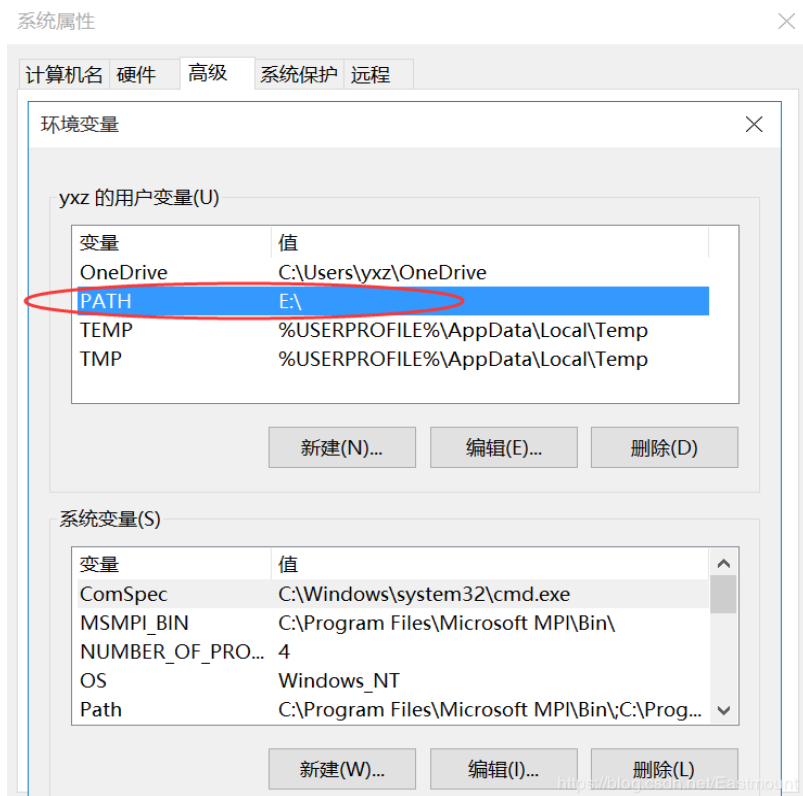 系统属性
计算机名 硬件 高级 系统保护 远程
环境变量
yxz 的用户变量(U)
变量 值
OneDrive C:\Users\yxz\OneDrive
PATH E:\
TEMP %USERPROFILE%\AppData\Local\Temp
TMP %USERPROFILE%\AppData\Local\Temp
新建(N)... 编辑(E)... 删除(D)
系统变量(S)
变量 值
ComSpec C:\Windows\system32\cmd.exe
MSMPI_BIN C:\Program Files\Microsoft MPI\Bin\
NUMBER_OF_PRO... 4
OS Windows_NT
Path C:\Program Files\Microsoft MPI\Bin\;C:\Prog...
新建(W)... 编辑(I)... 删除(L)
https://blog.csdn.net/Eastmount